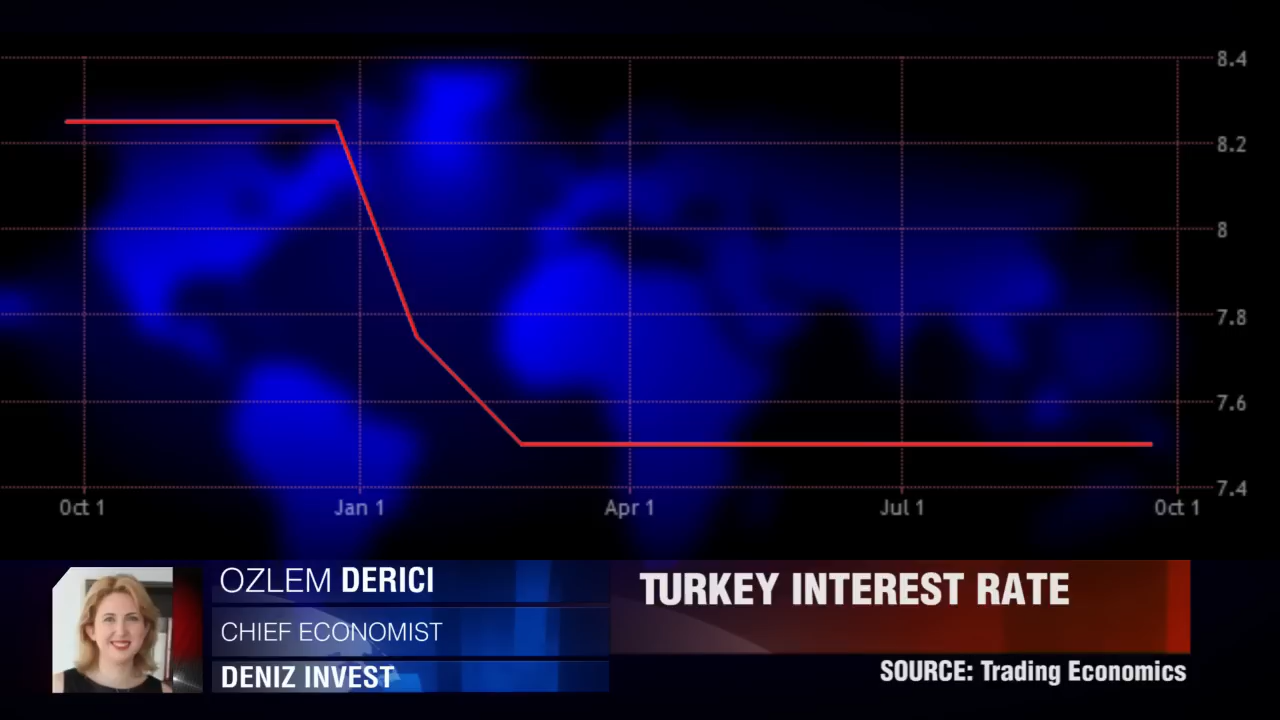 8.4
8.2
8
7.8
7.6
7.4
Oct 1 Jan 1 Apr 1 Jul 1 Oct 1
OZLEM DERICI
CHIEF ECONOMIST
DENIZ INVEST
TURKEY INTEREST RATE
SOURCE: Trading Economics